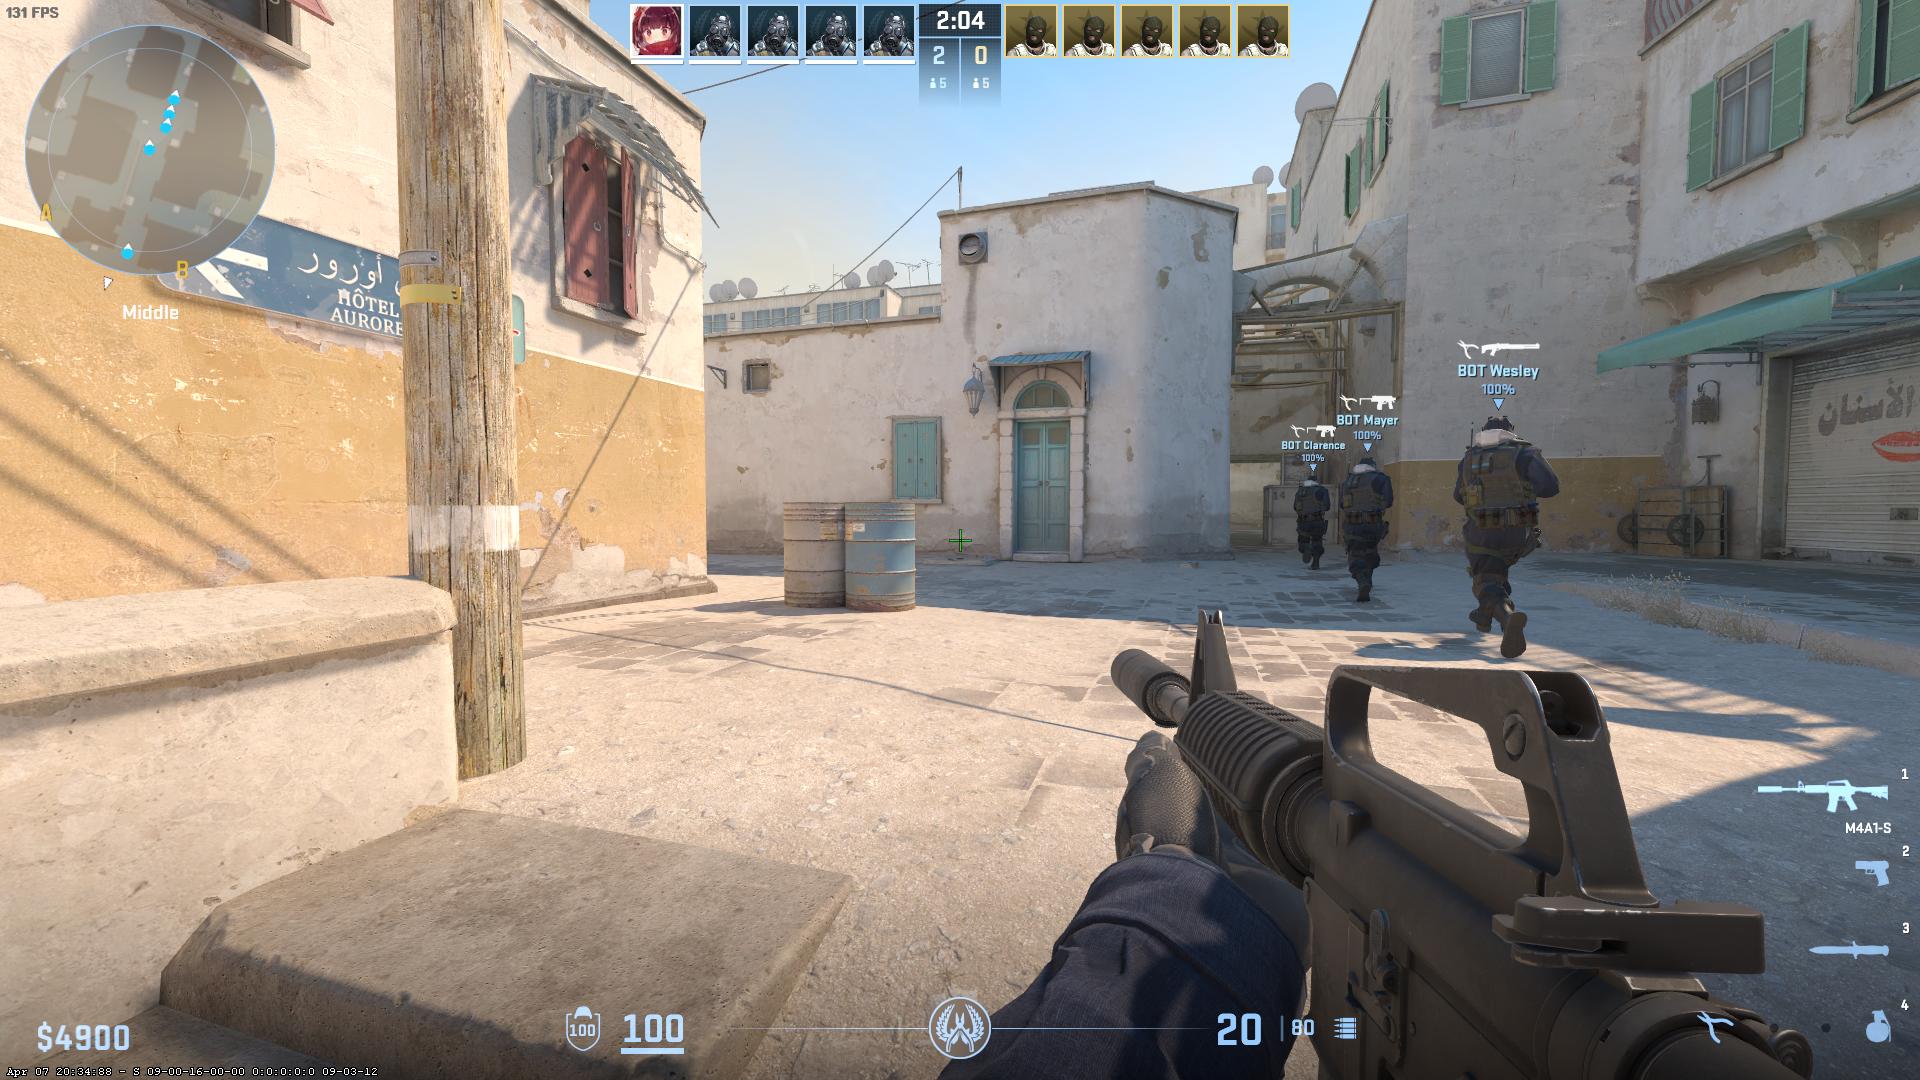 131 FPS
2:04
2 0
5 5
A
B
Middle
أورور
HÔTEL
AURORE
BOT Wesley
100%
BOT Mayer
100%
BOT Clarence
100%
14
الأسنان
1
M4A1-S
2
3
4
$4900
100 100
20 | 80
Apr 07 20:34:88 - S 09-00-16-00-00 0:0:0:0:0 09-03-12